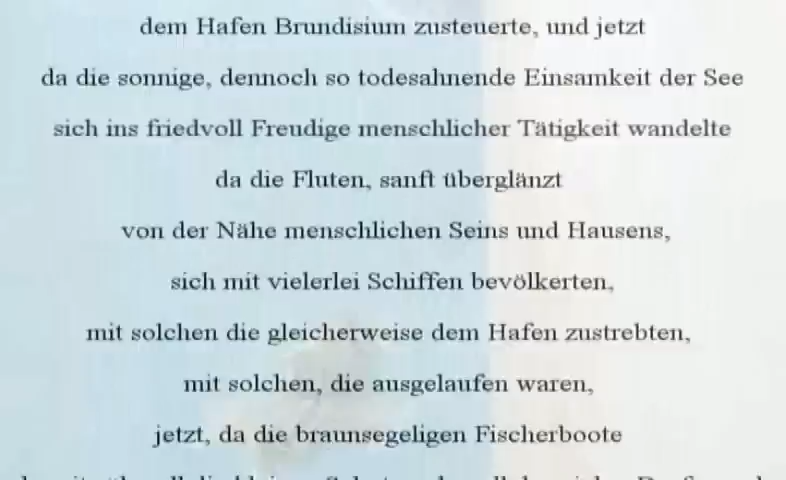 dem Hafen Brundisium zusteuerte, und jetzt
da die sonnige, dennoch so todesahnende Einsamkeit der See
sich ins friedvoll Freudige menschlicher Tätigkeit wandelte
da die Fluten, sanft überglänzt
von der Nähe menschlichen Seins und Hausens,
sich mit vielerlei Schiffen bevölkerten,
mit solchen die gleicherweise dem Hafen zustrebten,
mit solchen, die ausgelaufen waren,
jetzt, da die braunsegeligen Fischerboote